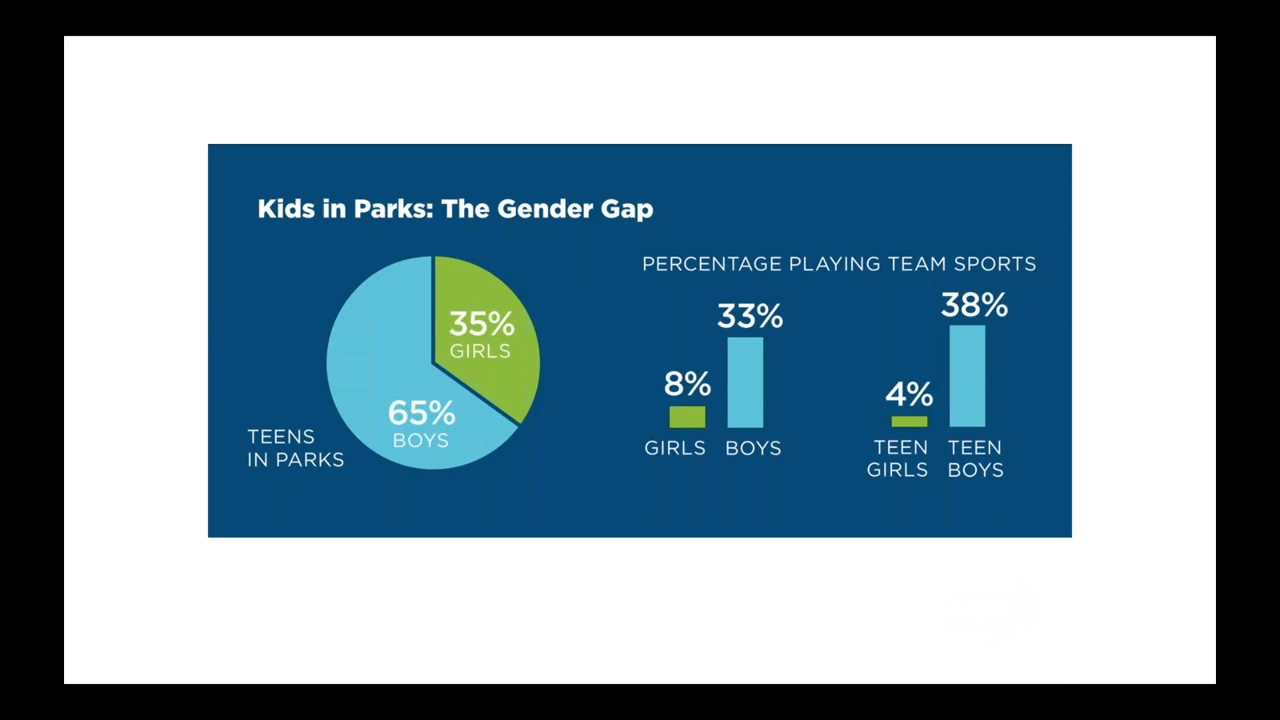 Kids in Parks: The Gender Gap
35%
GIRLS
65%
BOYS
TEENS
IN PARKS
PERCENTAGE PLAYING TEAM SPORTS
8%
GIRLS
33%
BOYS
4%
TEEN
GIRLS
38%
TEEN
BOYS